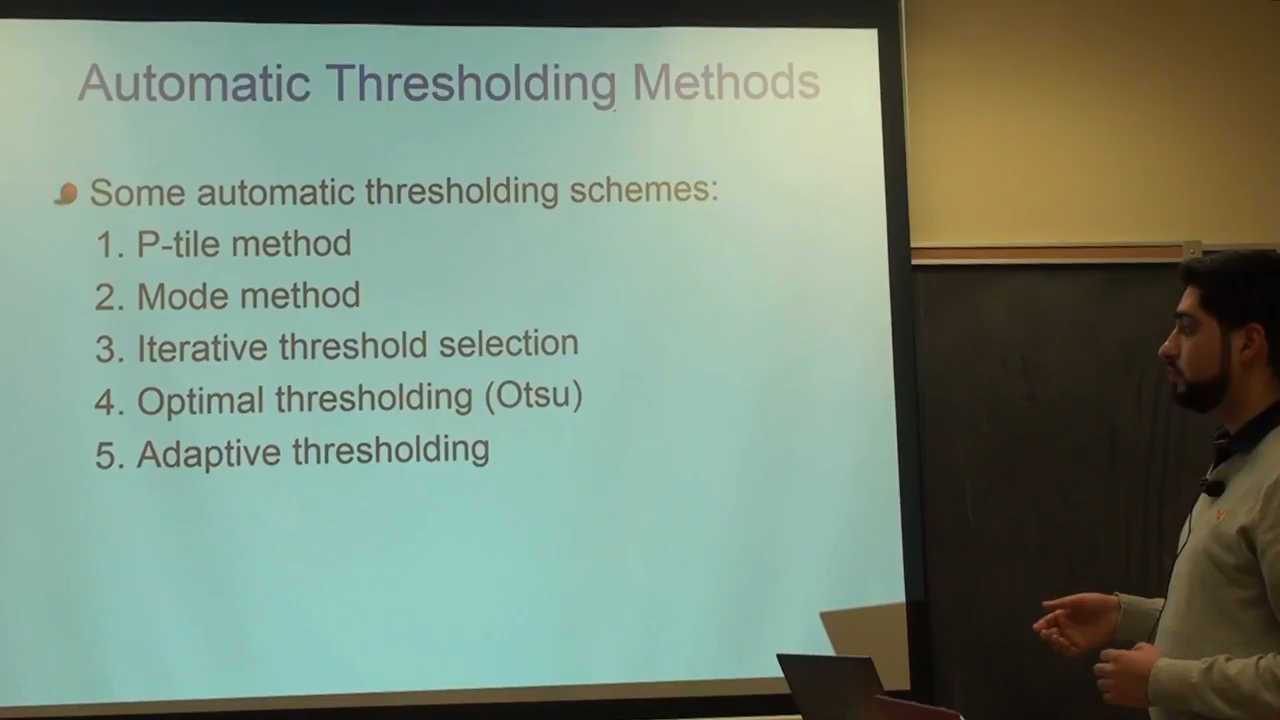 Automatic Thresholding Methods
Some automatic thresholding schemes:
1. P-tile method
2. Mode method
3. Iterative threshold selection
4. Optimal thresholding (Otsu)
5. Adaptive thresholding